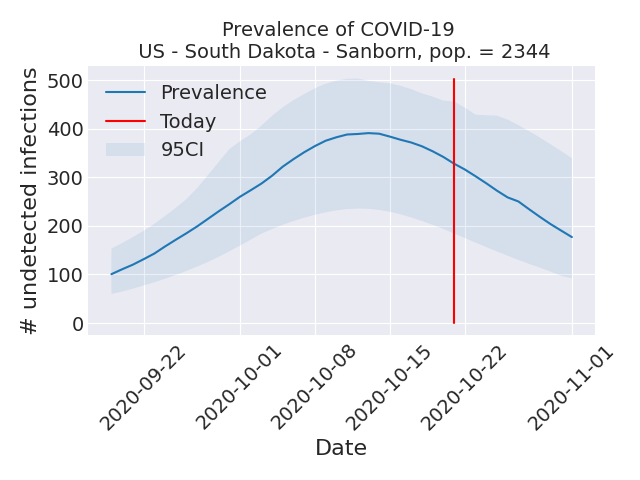 Prevalence of COVID-19
US - South Dakota - Sanborn, pop. = 2344
# undetected infections
500
400
300
200
100
0
Prevalence
Today
95CI
2020-09-22
2020-10-01
2020-10-08
2020-10-15
2020-10-22
2020-11-01
Date